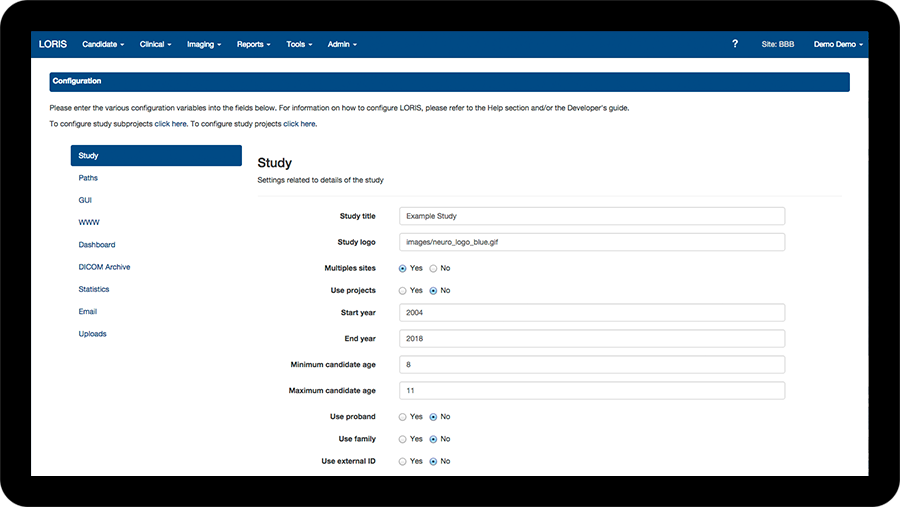 LORIS Candidate Clinical Imaging Reports Tools Admin ? Site: BBB Demo Demo
Configuration
Please enter the various configuration variables into the fields below. For information on how to configure LORIS, please refer to the Help section and/or the Developer's guide.
To configure study subprojects click here. To configure study projects click here.
Study
Paths
GUI
WWW
Dashboard
DICOM Archive
Statistics
Email
Uploads
Study
Settings related to details of the study
Study title Example Study
Study logo images/neuro_logo_blue.gif
Multiples sites Yes No
Use projects Yes No
Start year 2004
End year 2018
Minimum candidate age 8
Maximum candidate age 11
Use proband Yes No
Use family Yes No
Use external ID Yes No